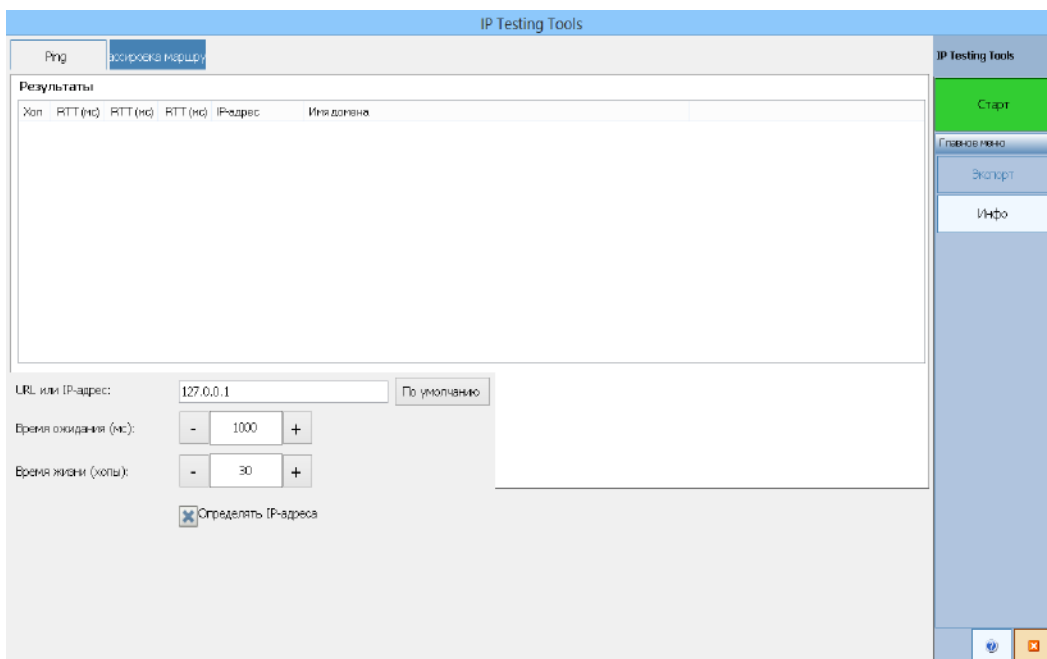 IP Testing Tools
Ping
ассировка маршру
IP Testing Tools
Результаты
Хоп RTT (мс) RTT (мс) RTT (мс) IP-адрес Имя домена
Старт
Главное меню
Экспорт
Инфо
URL или IP-адрес: 127.0.0.1 По умолчанию
Время ожидания (мс): - 1000 +
Время жизни (хопы): - 30 +
Определять IP-адреса